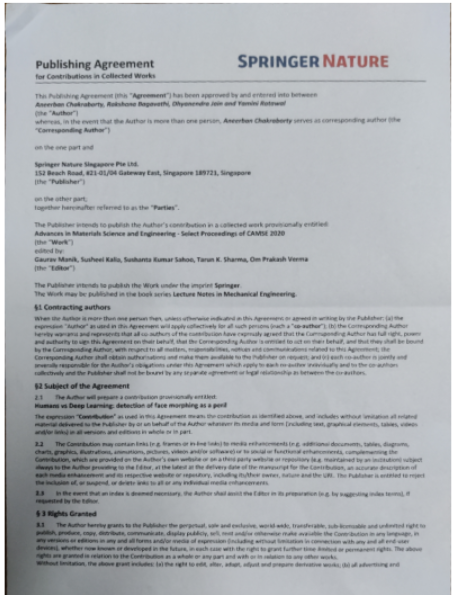 Publishing Agreement
SPRINGER NATURE
for Contributions in Collected Works
This Publishing Agreement (this "Agreement") has been approved by and entered into between
Aneerban Chakraborty, Rakshana Bagavathi, Dhyanendra Jain and Yamini Ratawal
(the "Author")
whereas, in the event that the Author is more than one person, Aneerban Chakraborty serves as corresponding author (the
"Corresponding Author")
on the one part and
Springer Nature Singapore Pte Ltd.
152 Beach Road, #21-01/04 Gateway East, Singapore 189721, Singapore
(the "Publisher")
on the other part;
together hereinafter referred to as the "Parties".
The Publisher intends to publish the Author's contribution in a collected work provisionally entitled:
Advances in Materials Science and Engineering - Select Proceedings of CAMSE 2020
(the "Work")
edited by:
Gaurav Manik, Susheel Kalia, Sushanta Kumar Sahoo, Tarun K. Sharma, Om Prakash Verma
(the "Editor")
The Publisher intends to publish the Work under the imprint Springer.
The Work may be published in the book series Lecture Notes in Mechanical Engineering.
§1 Contracting authors
When the Author is more than one person then, unless otherwise indicated in this Agreement or agreed in writing by the Publisher: (a) the
expression "Author" as used in this Agreement will apply collectively for all such persons (each a "co-author"); (b) the Corresponding Author
hereby warrants and represents that all co-authors of the contribution have expressly agreed that the Corresponding Author has full right, power
and authority to sign this Agreement on their behalf, that the Corresponding Author is entitled to act on their behalf, and that they shall be bound
by the Corresponding Author, with respect to all matters, responsibilities, notices and communications related to this Agreement; the
Corresponding Author shall obtain authorisations and make them available to the Publisher on request; and (c) each co-author is jointly and
severally responsible for the Author's obligations under this Agreement which apply to each co-author individually and to the co-authors
collectively and the Publisher shall not be bound by any separate agreement or legal relationship as between the co-authors.
§2 Subject of the Agreement
2.1 The Author will prepare a contribution provisionally entitled:
Humans vs Deep Learning: detection of face morphing as a peril
The expression "Contribution" as used in this Agreement means the contribution as identified above, and includes without limitation all related
material delivered to the Publisher by or on behalf of the Author whatever its media and form (including text, graphical elements, tables, videos
and/or links) in all versions and editions in whole or in part.
2.2 The Contribution may contain links (e.g. frames or in-line links) to media enhancements (e.g. additional documents, tables, diagrams,
charts, graphics, illustrations, animations, pictures, videos and/or software) or to social or functional enhancements, complementing the
Contribution, which are provided on the Author's own website or on a third party website or repository (e.g. maintained by an institution) subject
always to the Author providing to the Editor, at the latest at the delivery date of the manuscript for the Contribution, an accurate description of
each media enhancement and its respective website or repository, including its/their owner, nature and the URL. The Publisher is entitled to reject
the inclusion of, or suspend, or delete links to all or any individual media enhancements.
2.3 In the event that an index is deemed necessary, the Author shall assist the Editor in its preparation (e.g. by suggesting index terms), if
requested by the Editor.
§ 3 Rights Granted
3.1 The Author hereby grants to the Publisher the perpetual, sole and exclusive, world-wide, transferable, sub-licensable and unlimited right to
publish, produce, copy, distribute, communicate, display publicly, sell, rent and/or otherwise make available the Contribution in any language, in
any versions or editions in any and all forms and/or media of expression (including without limitation in connection with any and all end-user
devices), whether now known or developed in the future, in each case with the right to grant further time-limited or permanent rights. The above
rights are granted in relation to the Contribution as a whole or any part and with or in relation to any other works.
Without limitation, the above grant includes: (a) the right to edit, alter, adapt, adjust and prepare derivative works; (b) all advertising and